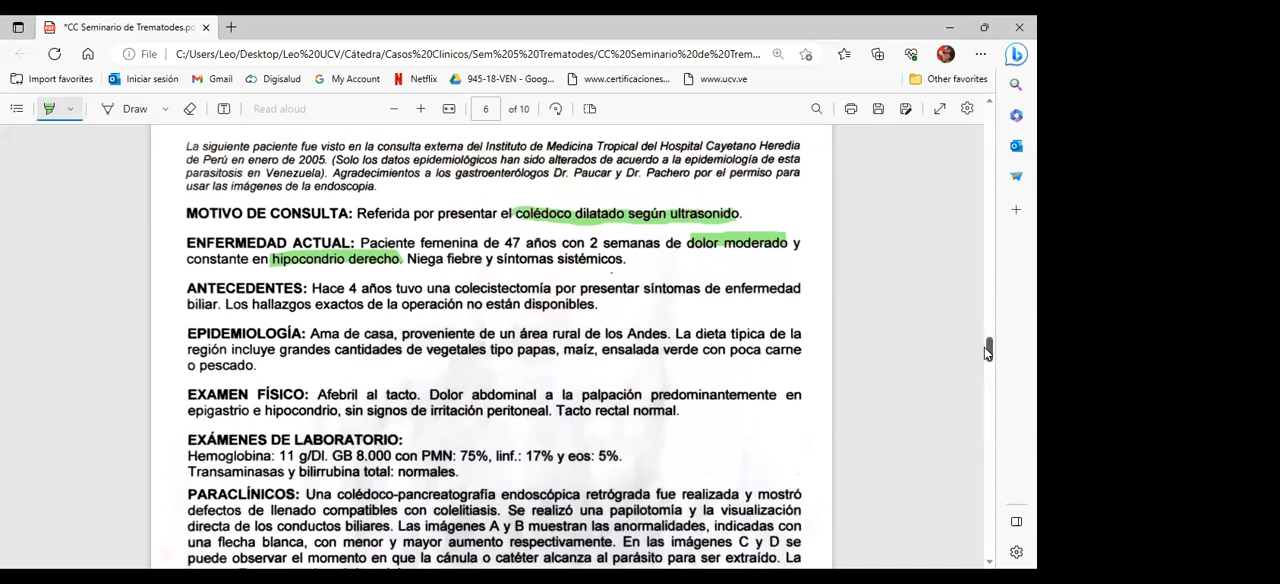 *CC Seminario de Trematodes.pd
File
C:/Users/Leo/Desktop/Leo%20UCV/Cátedra/Casos%20Clinicos/Sem%205%20Trematodes/CC%20Seminario%20de%20Trem...
Import favorites
Iniciar sesión
Gmail
Digisalud
My Account
Netflix
945-18-VEN - Goog...
www.certificaciones...
www.ucv.ve
Other favorites
Draw
Read aloud
6 of 10
La siguiente paciente fue visto en la consulta externa del Instituto de Medicina Tropical del Hospital Cayetano Heredia
de Perú en enero de 2005. (Solo los datos epidemiológicos han sido alterados de acuerdo a la epidemiología de esta
parasitosis en Venezuela). Agradecimientos a los gastroenterólogos Dr. Paucar y Dr. Pachero por el permiso para
usar las imágenes de la endoscopia.
MOTIVO DE CONSULTA: Referida por presentar el colédoco dilatado según ultrasonido.
ENFERMEDAD ACTUAL: Paciente femenina de 47 años con 2 semanas de dolor moderado y
constante en hipocondrio derecho. Niega fiebre y síntomas sistémicos.
ANTECEDENTES: Hace 4 años tuvo una colecistectomía por presentar síntomas de enfermedad
biliar. Los hallazgos exactos de la operación no están disponibles.
EPIDEMIOLOGÍA: Ama de casa, proveniente de un área rural de los Andes. La dieta típica de la
región incluye grandes cantidades de vegetales tipo papas, maíz, ensalada verde con poca carne
o pescado.
EXAMEN FÍSICO: Afebril al tacto. Dolor abdominal a la palpación predominantemente en
epigastrio e hipocondrio, sin signos de irritación peritoneal. Tacto rectal normal.
EXÁMENES DE LABORATORIO:
Hemoglobina: 11 g/Dl. GB 8.000 con PMN: 75%, linf.: 17% y eos: 5%.
Transaminasas y bilirrubina total: normales.
PARACLÍNICOS: Una colédoco-pancreatografía endoscópica retrógrada fue realizada y mostró
defectos de llenado compatibles con colelitiasis. Se realizó una papilotomía y la visualización
directa de los conductos biliares. Las imágenes A y B muestran las anormalidades, indicadas con
una flecha blanca, con menor y mayor aumento respectivamente. En las imágenes C y D se
puede observar el momento en que la cánula o catéter alcanza al parásito para ser extraído. La